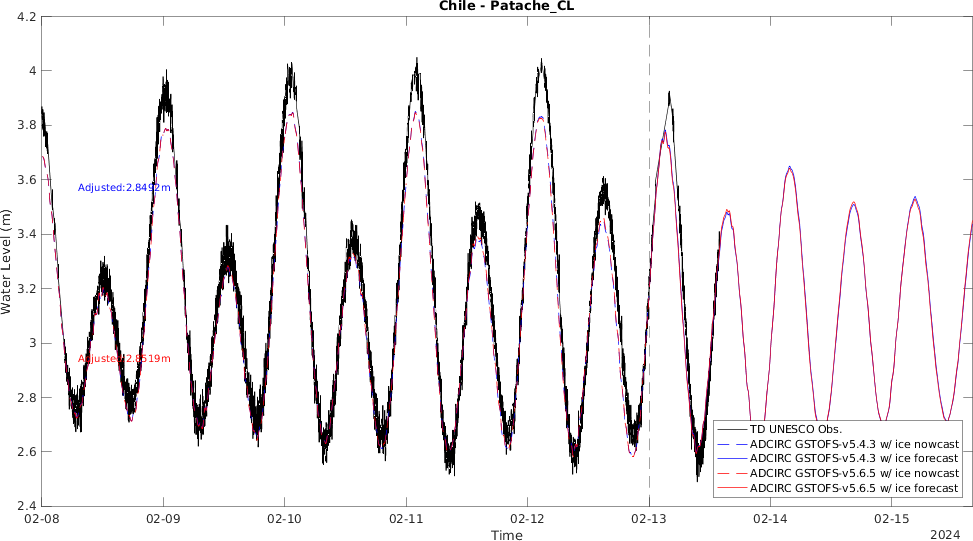 Chile - Patache_CL
4.2
4
3.8
3.6
3.4
3.2
3
2.8
2.6
2.4
Water Level (m)
Adjusted:2.8492m
Adjusted:2.8519m
TD UNESCO Obs.
ADCIRC GSTOFS-v5.4.3 w/ ice nowcast
ADCIRC GSTOFS-v5.4.3 w/ ice forecast
ADCIRC GSTOFS-v5.6.5 w/ ice nowcast
ADCIRC GSTOFS-v5.6.5 w/ ice forecast
02-08 02-09 02-10 02-11 02-12 02-13 02-14 02-15
Time
2024